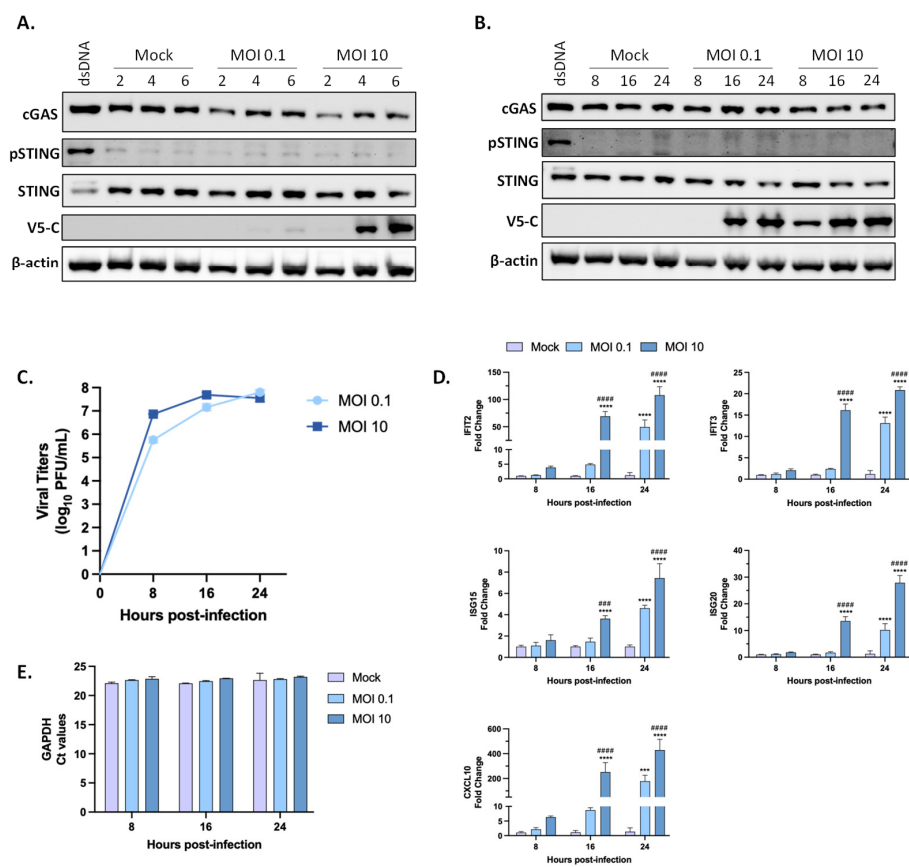 A.
dsDNA
Mock MOI 0.1 MOI 10
2 4 6 2 4 6 2 4 6
cGAS
pSTING
STING
V5-C
β-actin
B.
dsDNA
Mock MOI 0.1 MOI 10
8 16 24 8 16 24 8 16 24
cGAS
pSTING
STING
V5-C
β-actin
C.
8
7
6
5
4
3
2
1
0
Viral Titers
(log10 PFU/mL)
0 8 16 24
Hours post-infection
MOI 0.1
MOI 10
Mock MOI 0.1 MOI 10
D.
IFIT2
Fold Change
150
100
50
10
5
0
####
****
****
####
****
8 16 24
Hours post-infection
IFIT3
Fold Change
25
20
15
10
5
0
####
****
****
####
****
8 16 24
Hours post-infection
ISG15
Fold Change
10
8
6
4
2
0
###
****
****
####
****
8 16 24
Hours post-infection
ISG20
Fold Change
40
30
20
10
0
####
****
****
####
****
8 16 24
Hours post-infection
CXCL10
Fold Change
600
400
200
10
5
0
####
****
***
####
****
8 16 24
Hours post-infection
E.
GAPDH
Ct values
25
20
15
10
5
0
8 16 24
Hours post-infection
Mock
MOI 0.1
MOI 10